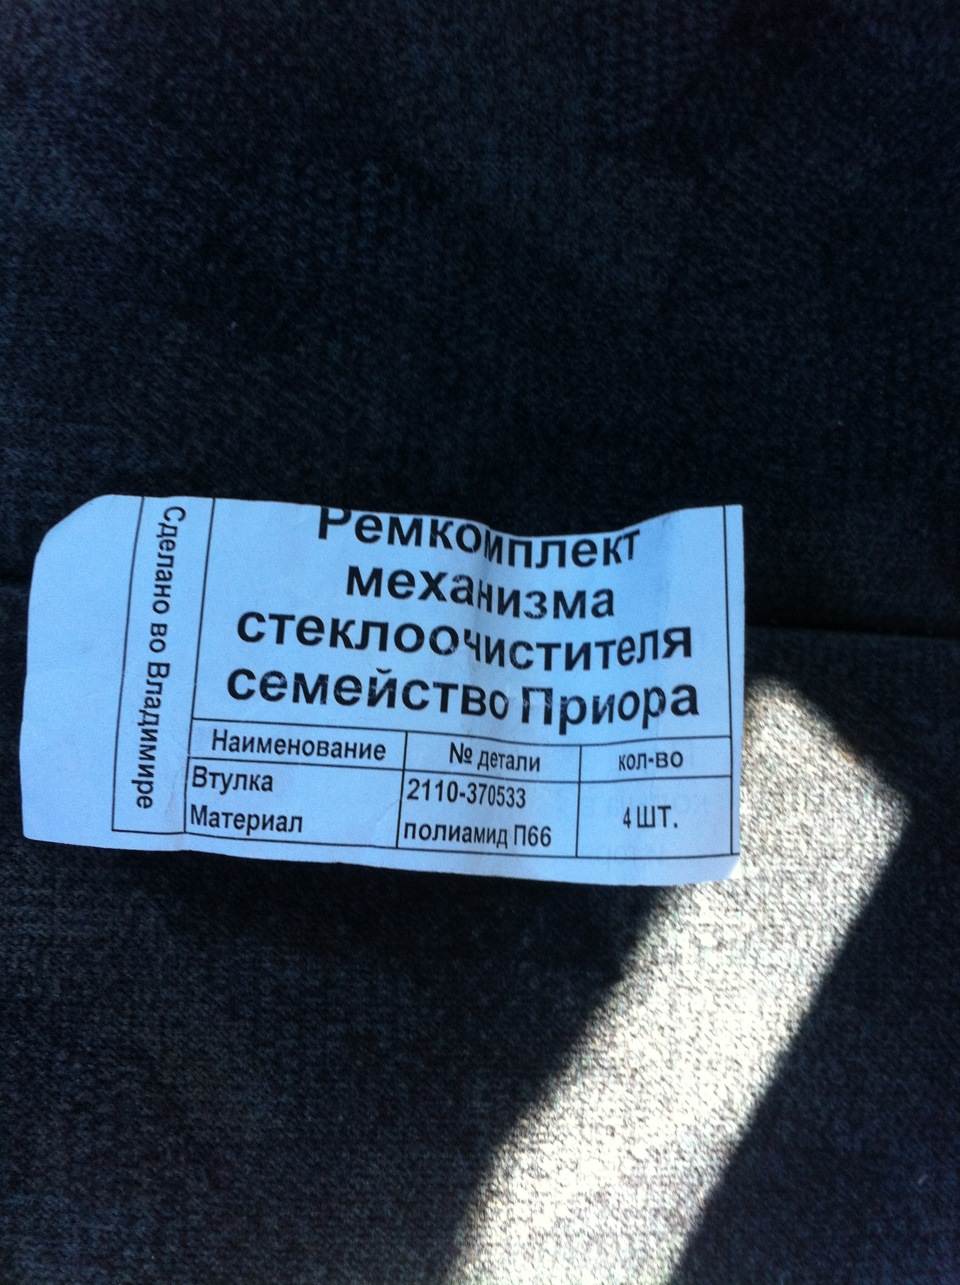 Ремкомплект
механизма
стеклоочистителя
семейство Приора
Наименование № детали кол-во
Втулка 2110-370533 4 ШТ.
Материал полиамид П66
Сделано во Владимире